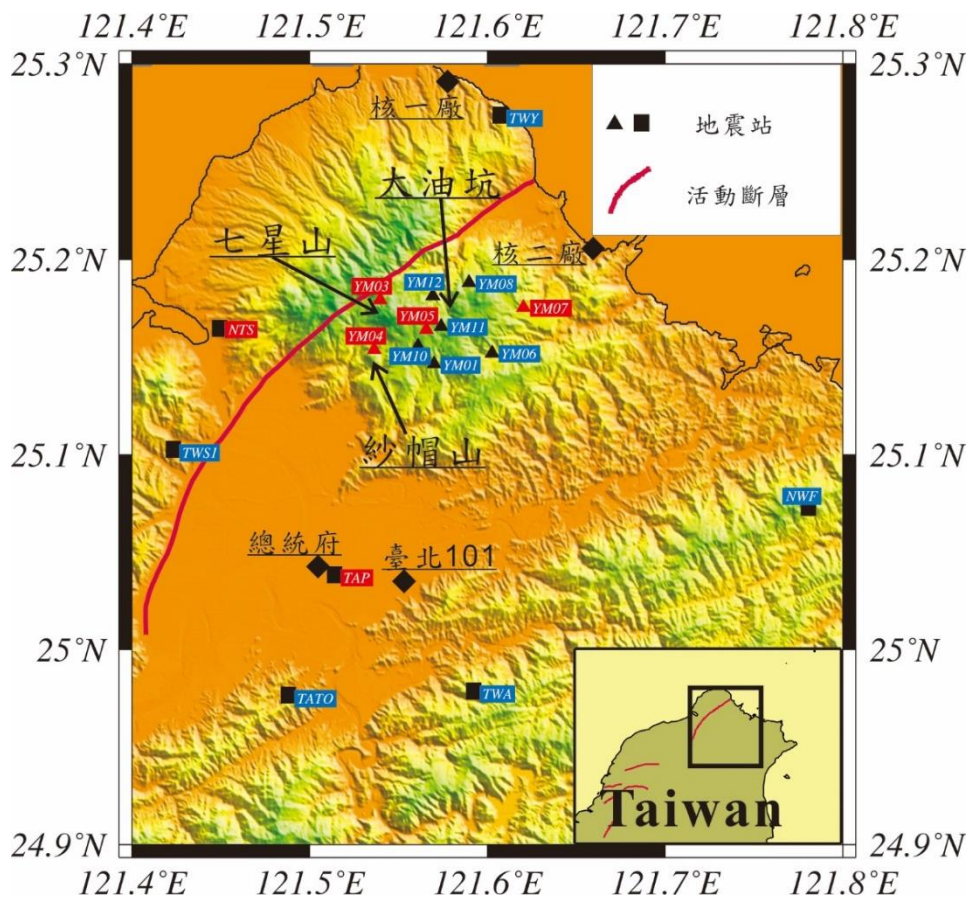 121.4°E 121.5°E 121.6°E 121.7°E 121.8°E
25.3°N 25.3°N
核一廠
TWY
地震站
大油坑
活動斷層
七星山
25.2°N 核二廠 25.2°N
YM03 YM12 YM08
YM07
NTS YM05 YM11
YM04
YM10 YM06
YM01
紗帽山
25.1°N TWS1 25.1°N
NWF
總統府 臺北101
TAP
25°N 25°N
TATO TWA
Taiwan
24.9°N 24.9°N
121.4°E 121.5°E 121.6°E 121.7°E 121.8°E